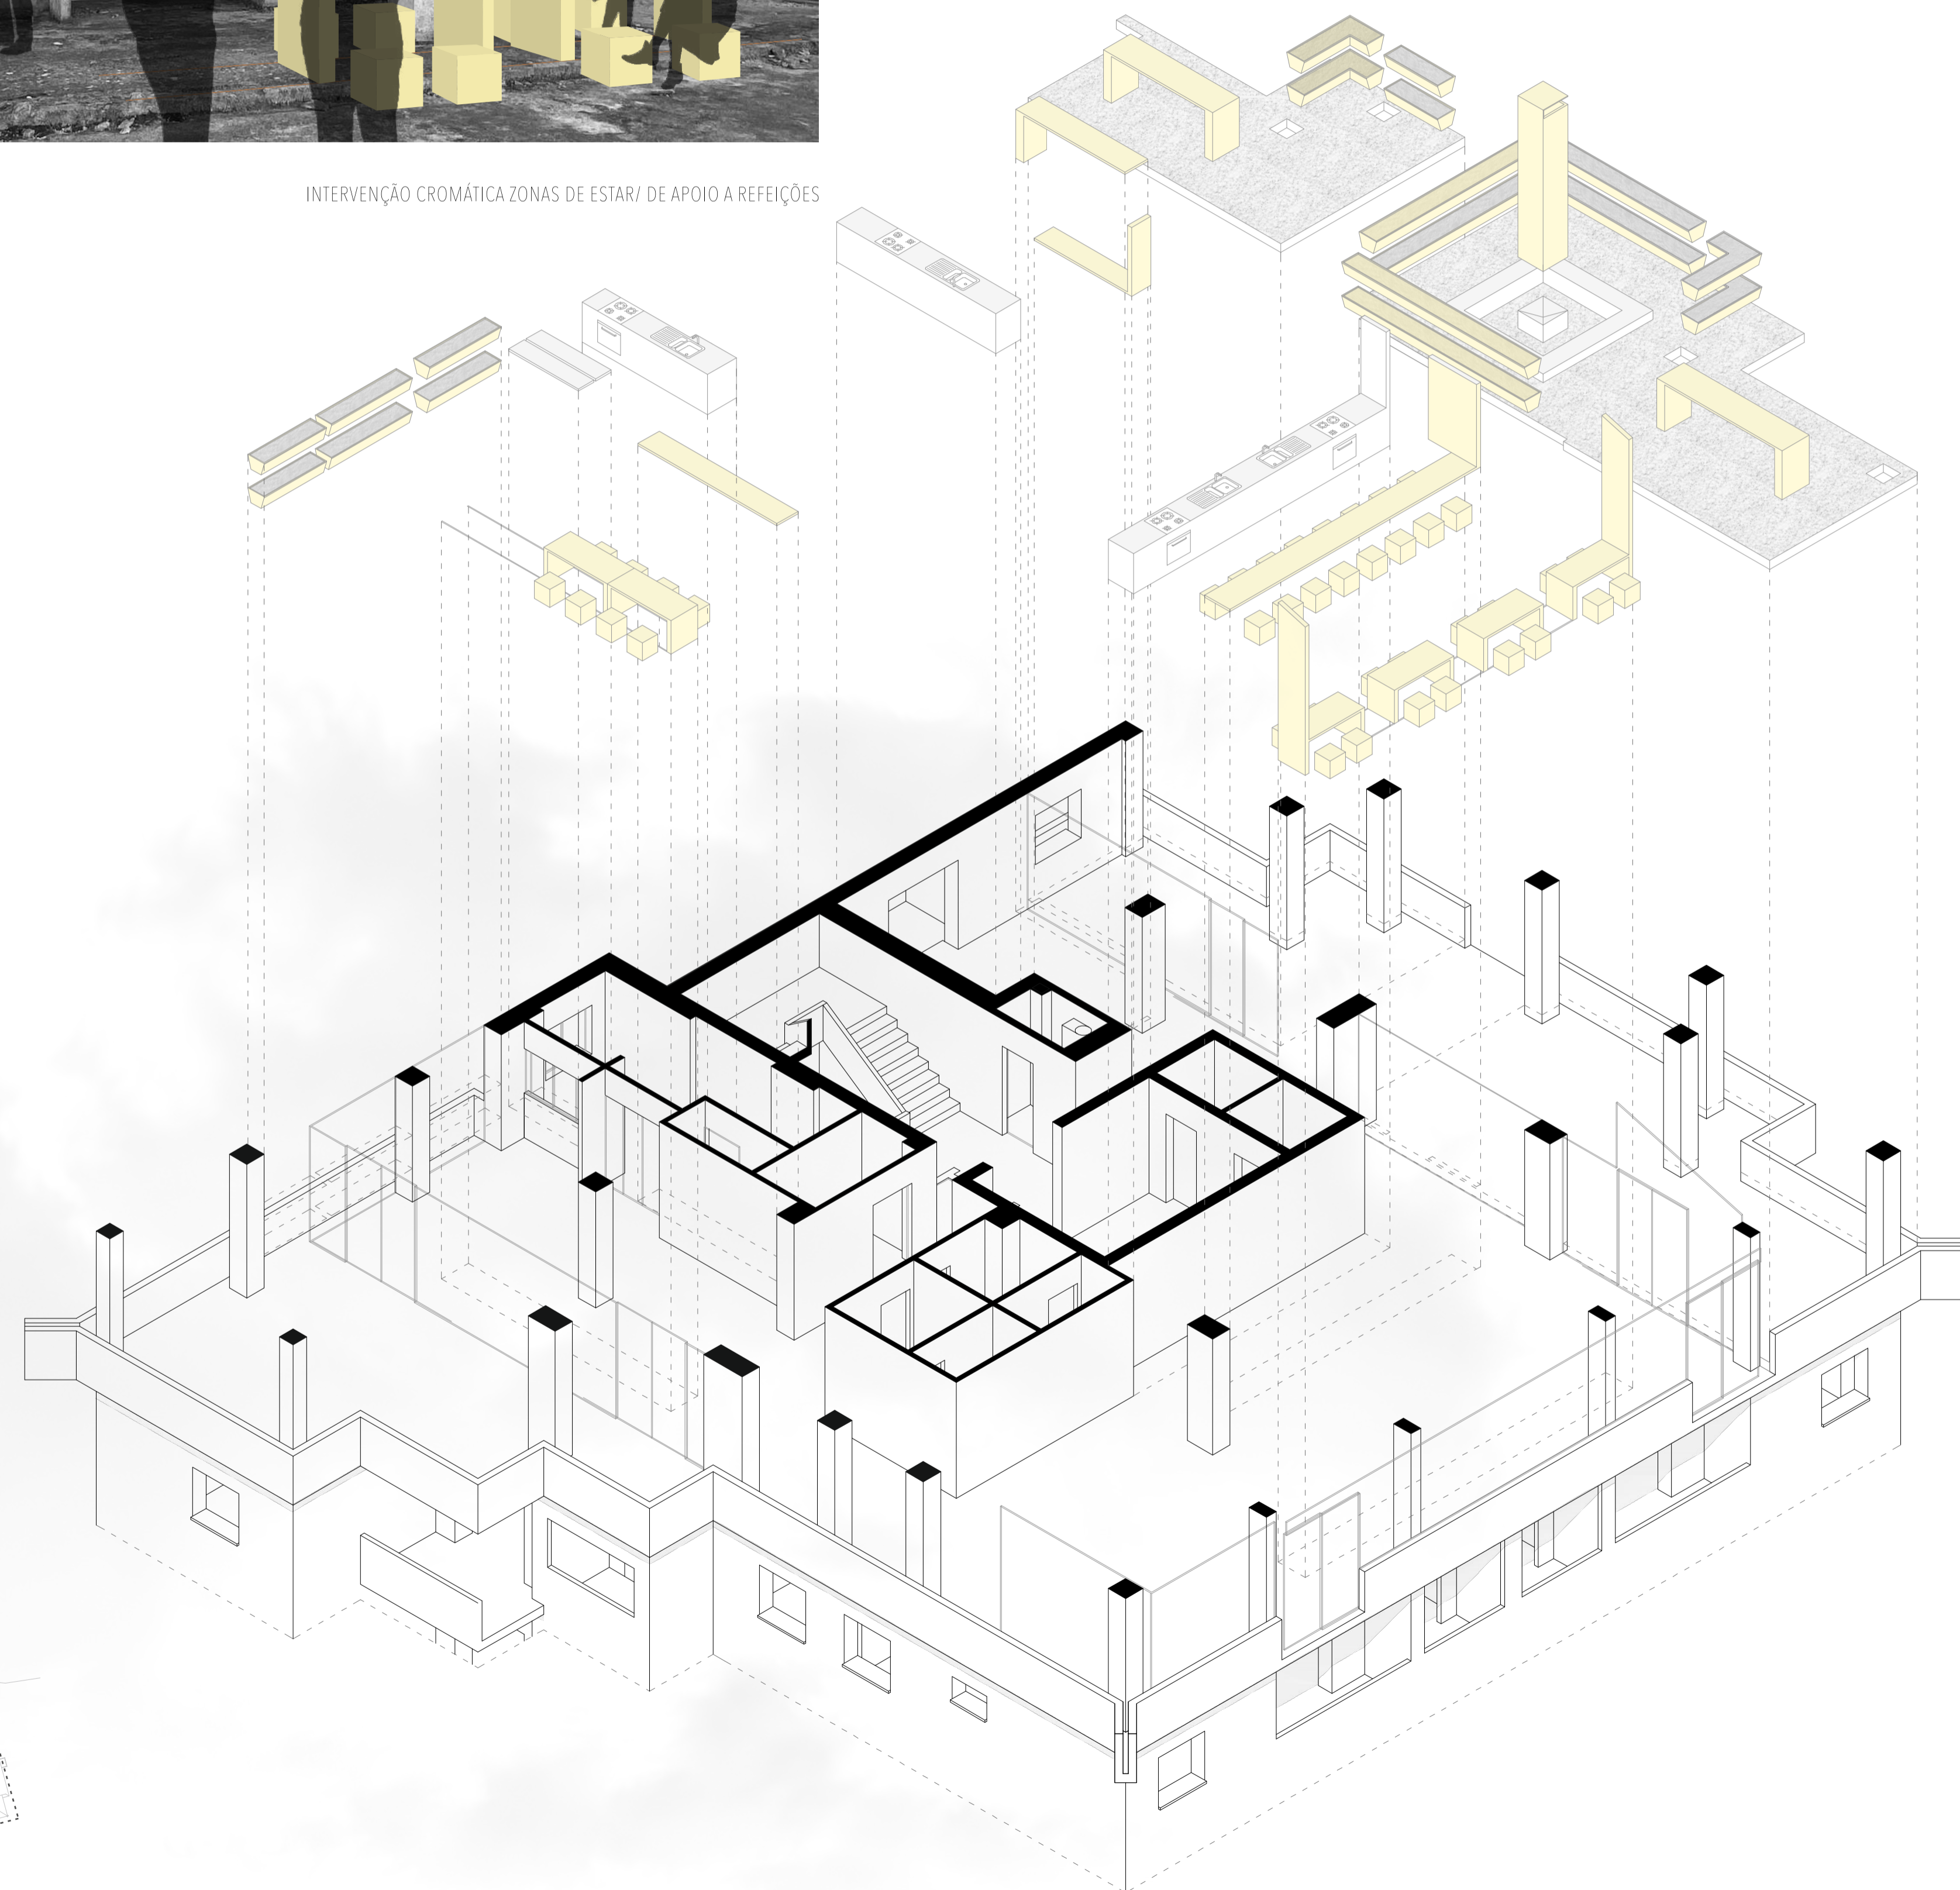 INTERVENÇÃO CROMÁTICA ZONAS DE ESTAR/ DE APOIO A REFEIÇÕES